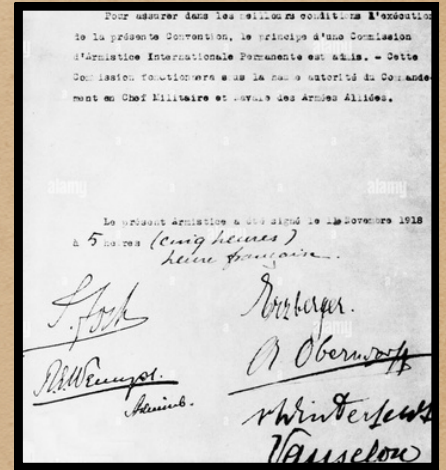 Pour assurer dans les meilleurs conditions l'exécution
de la présente Convention, le principe d'une Commission
d'Armistice Internationale Permanente est admis. - Cette
Commission fonctionnera sous la haute autorité du Commande-
ment en Chef Militaire et Navale des Armées Alliées.
Le présent Armistice a été signé le 11 Novembre 1918
à 5 heures (cinq heures)
heure française.
F. Foch
Erzberger.
R.E. Wemyss.
A Oberndorff
Admiral.
v Winterfeldt
Vanselow
alamy